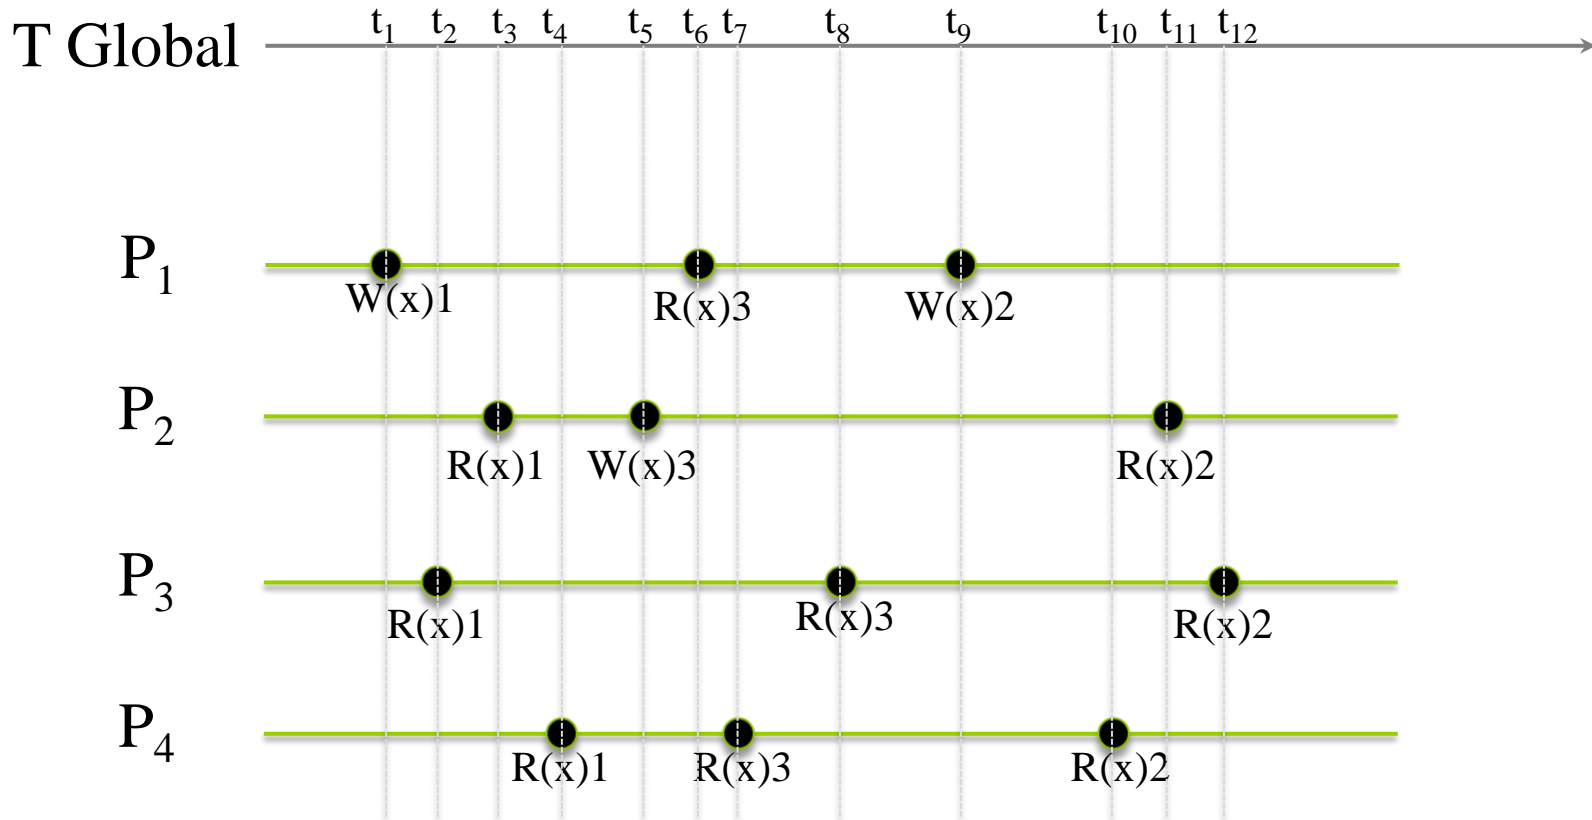 T Global t₁ t₂ t₃ t₄ t₅ t₆ t₇ t₈ t₉ t₁₀ t₁₁ t₁₂
P₁
W(x)1 R(x)3 W(x)2
P₂
R(x)1 W(x)3 R(x)2
P₃
R(x)1 R(x)3 R(x)2
P₄
R(x)1 R(x)3 R(x)2